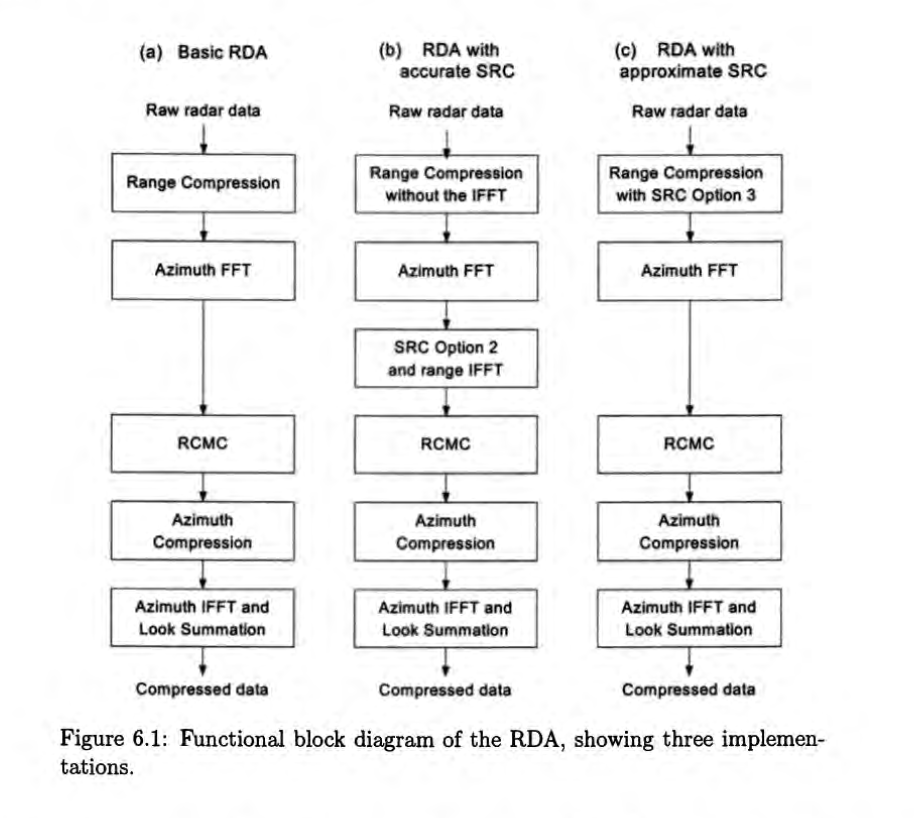 (a) Basic RDA
Raw radar data
Range Compression
Azimuth FFT
RCMC
Azimuth
Compression
Azimuth IFFT and
Look Summation
Compressed data
(b) RDA with
accurate SRC
Raw radar data
Range Compression
without the IFFT
Azimuth FFT
SRC Option 2
and range IFFT
RCMC
Azimuth
Compression
Azimuth IFFT and
Look Summation
Compressed data
(c) RDA with
approximate SRC
Raw radar data
Range Compression
with SRC Option 3
Azimuth FFT
RCMC
Azimuth
Compression
Azimuth IFFT and
Look Summation
Compressed data
Figure 6.1: Functional block diagram of the RDA, showing three implemen-
tations.